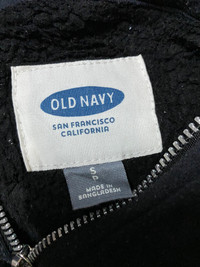 OLD NAVY
SAN FRANCISCO
CALIFORNIA
S
P
MADE IN
BANGLADESH